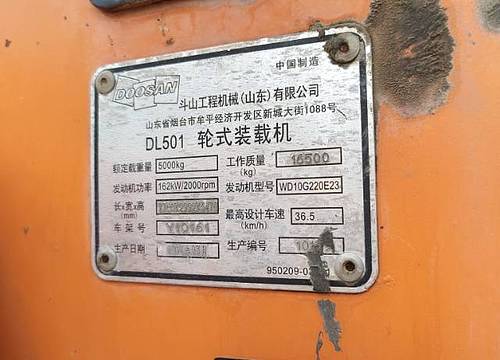 中国制造
DOOSAN
斗山工程机械(山东)有限公司
山东省烟台市牟平经济开发区新城大街1088号
DL501 轮式装载机
额定载重量 5000kg 工作质量(kg) 16500
发动机功率 162kW/2000rpm 发动机型号 WD10G220E23
长x宽x高(mm) 最高设计车速(km/h) 36.5
车架号 生产编号
生产日期